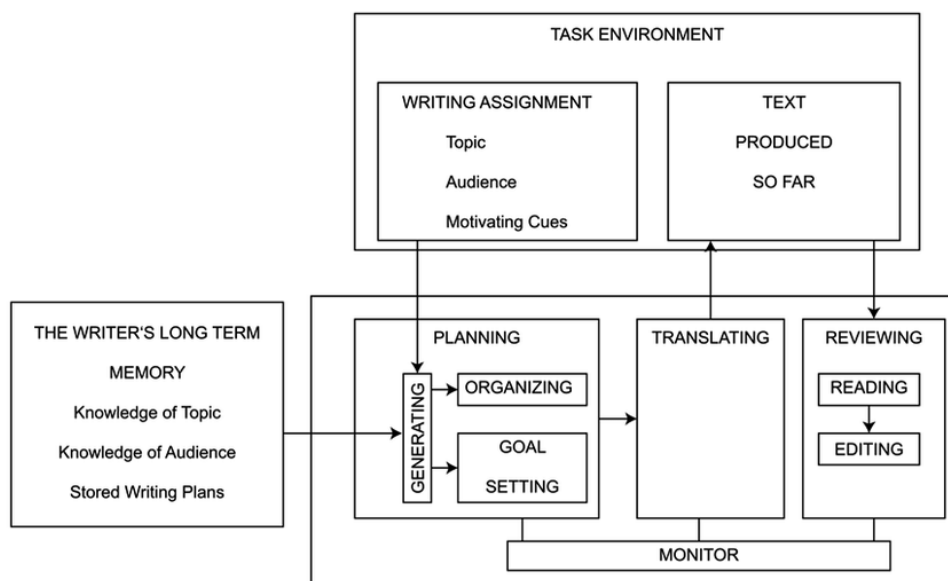 TASK ENVIRONMENT
WRITING ASSIGNMENT
Topic
Audience
Motivating Cues
TEXT
PRODUCED
SO FAR
THE WRITER'S LONG TERM
MEMORY
Knowledge of Topic
Knowledge of Audience
Stored Writing Plans
PLANNING
GENERATING
ORGANIZING
GOAL
SETTING
TRANSLATING
REVIEWING
READING
EDITING
MONITOR